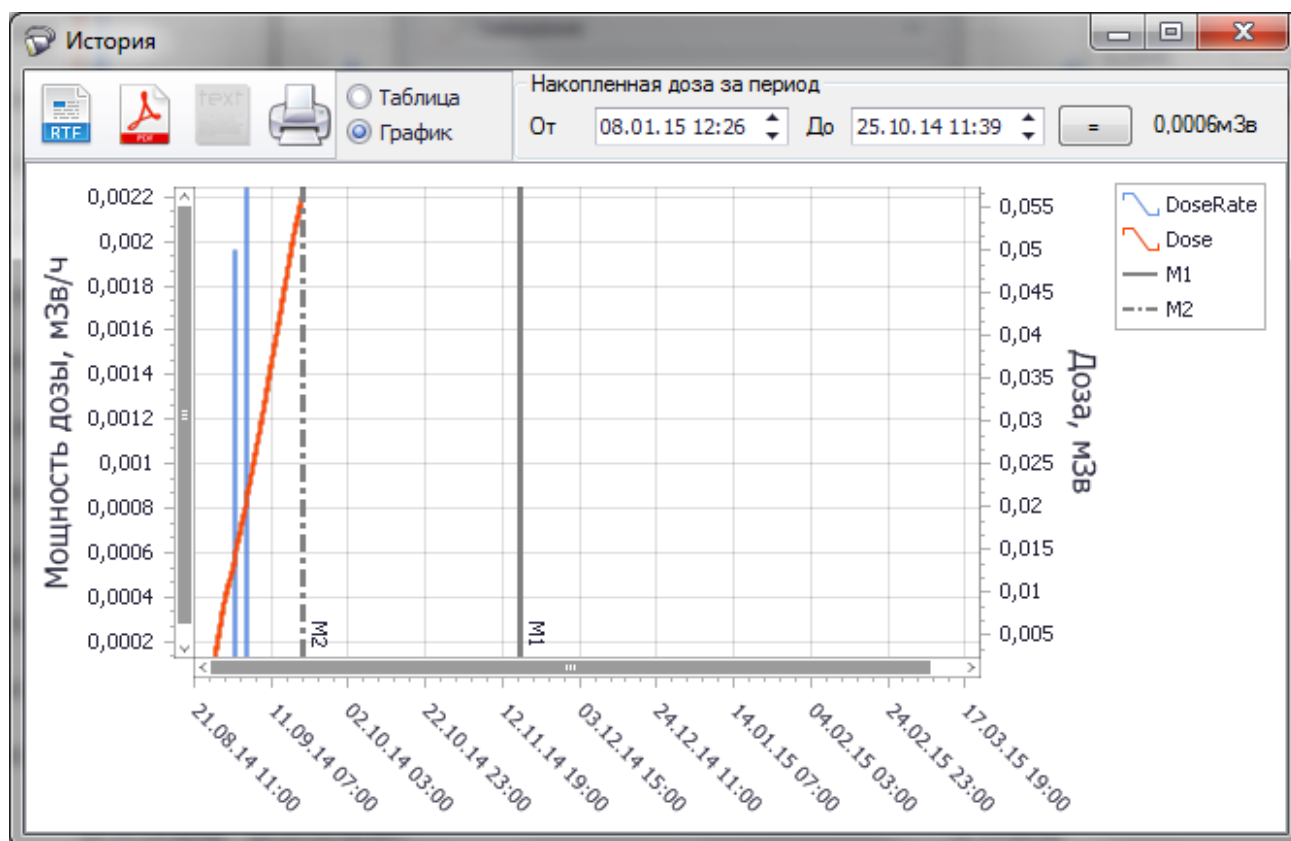 История
RTF
PDF
text
Таблица
График
Накопленная доза за период
От 08.01.15 12:26 До 25.10.14 11:39 = 0,0006мЗв
Мощность дозы, мЗв/ч
0,0022
0,002
0,0018
0,0016
0,0014
0,0012
0,001
0,0008
0,0006
0,0004
0,0002
M2
M1
0,055
0,05
0,045
0,04
0,035
0,03
0,025
0,02
0,015
0,01
0,005
Доза, мЗв
DoseRate
Dose
M1
M2
21.08.14 11:00
11.09.14 07:00
02.10.14 03:00
22.10.14 23:00
12.11.14 19:00
03.12.14 15:00
24.12.14 11:00
14.01.15 07:00
04.02.15 03:00
24.02.15 23:00
17.03.15 19:00